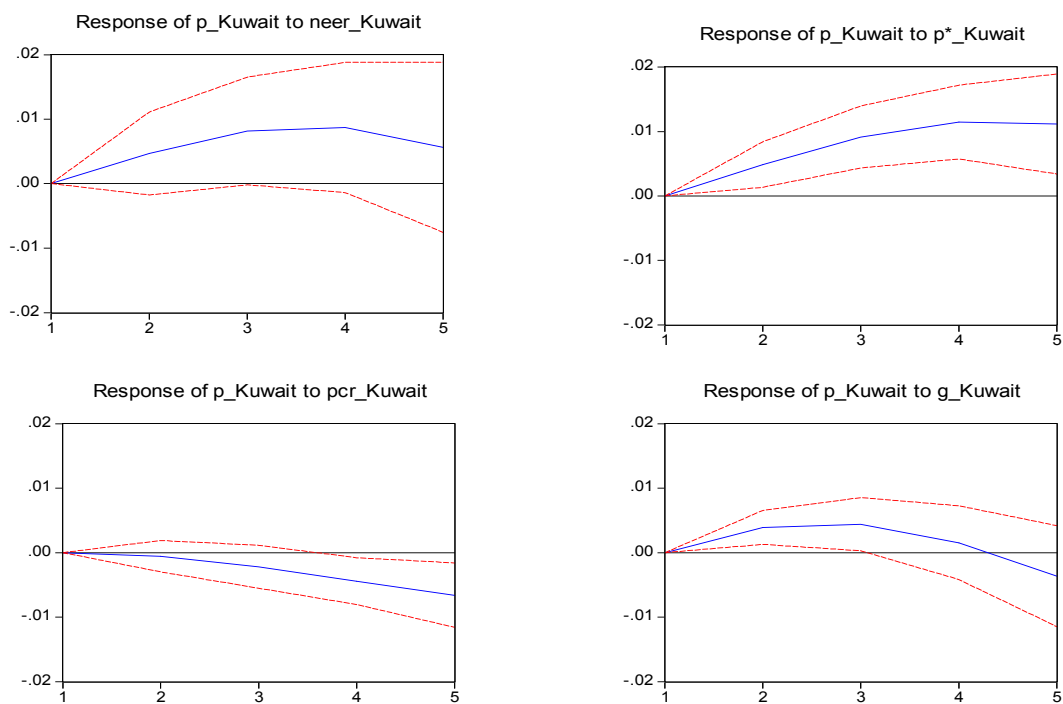 Response of p_Kuwait to neer_Kuwait
.02
.01
.00
-.01
-.02
1 2 3 4 5
Response of p_Kuwait to p*_Kuwait
.02
.01
.00
-.01
-.02
1 2 3 4 5
Response of p_Kuwait to pcr_Kuwait
.02
.01
.00
-.01
-.02
1 2 3 4 5
Response of p_Kuwait to g_Kuwait
.02
.01
.00
-.01
-.02
1 2 3 4 5